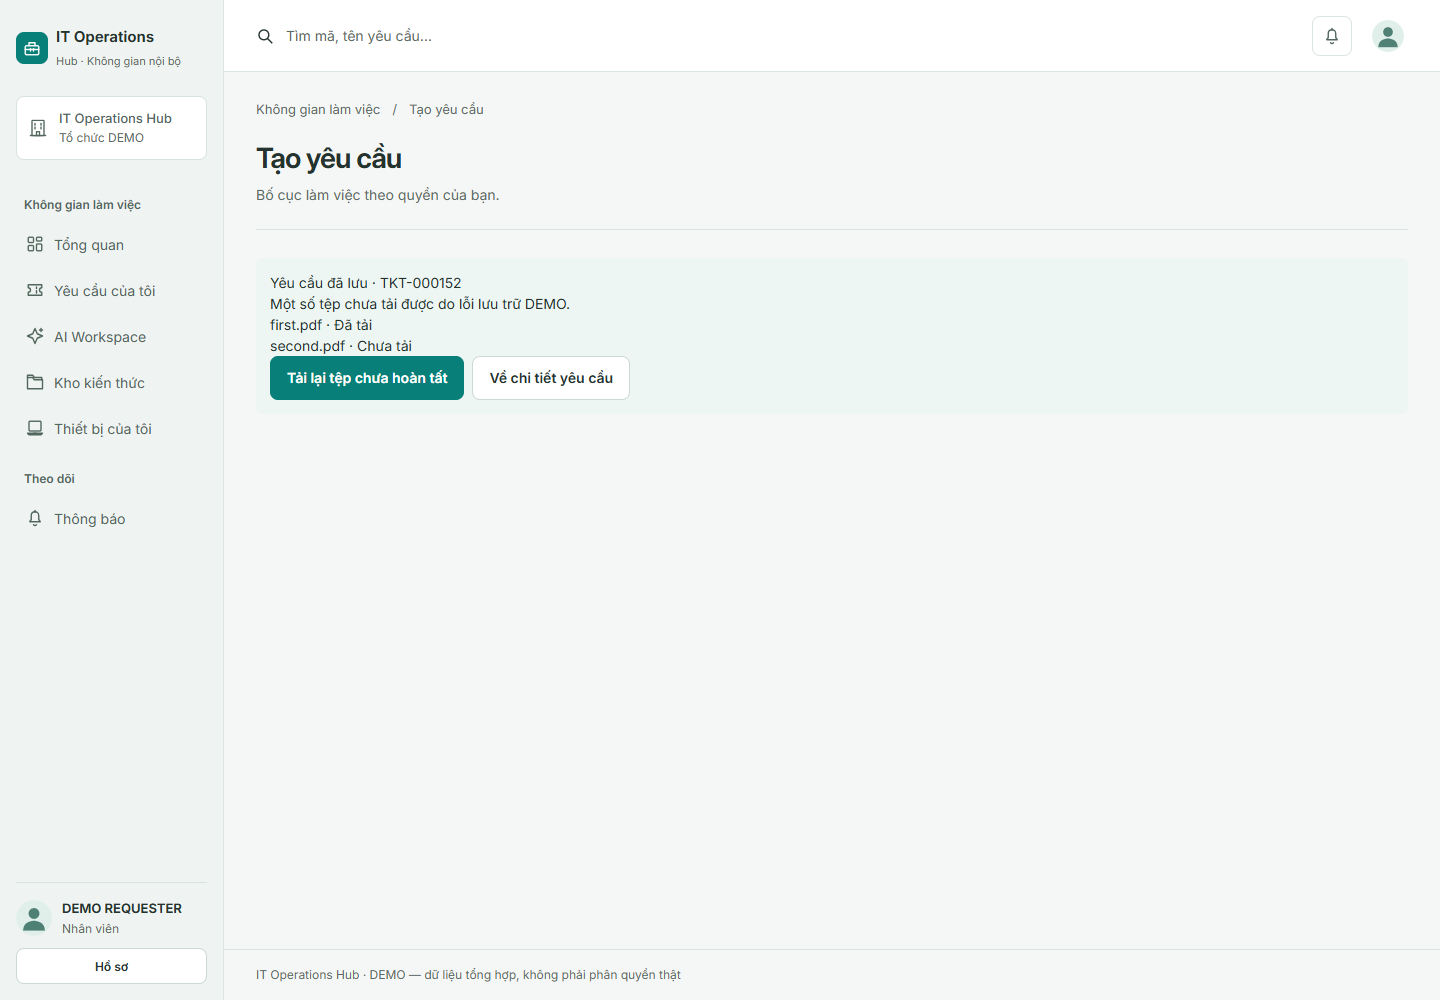 IT Operations
Hub · Không gian nội bộ
IT Operations Hub
Tổ chức DEMO
Không gian làm việc
Tổng quan
Yêu cầu của tôi
AI Workspace
Kho kiến thức
Thiết bị của tôi
Theo dõi
Thông báo
DEMO REQUESTER
Nhân viên
Hồ sơ
Tìm mã, tên yêu cầu...
Không gian làm việc / Tạo yêu cầu
Tạo yêu cầu
Bố cục làm việc theo quyền của bạn.
Yêu cầu đã lưu · TKT-000152
Một số tệp chưa tải được do lỗi lưu trữ DEMO.
first.pdf · Đã tải
second.pdf · Chưa tải
Tải lại tệp chưa hoàn tất
Về chi tiết yêu cầu
IT Operations Hub · DEMO — dữ liệu tổng hợp, không phải phân quyền thật